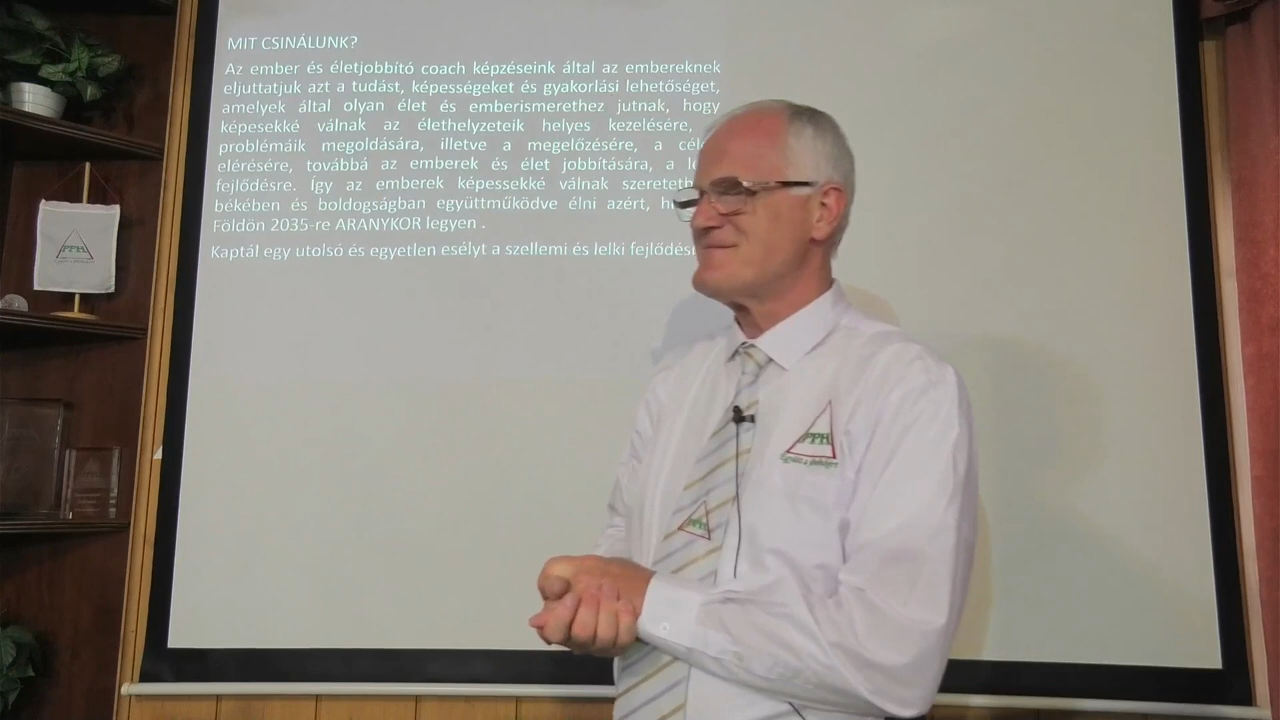 MIT CSINÁLUNK?
Az ember és életjobbító coach képzéseink által az embereknek
eljuttatjuk azt a tudást, képességeket és gyakorlási lehetőséget,
amelyek által olyan élet és emberismerethez jutnak, hogy
képesekké válnak az élethelyzeteik helyes kezelésére,
problémáik megoldására, illetve a megelőzésére, a
elérésére, továbbá az emberek és élet jobbítására, a
fejlődésre. Így az emberek képessekké válnak
békében és boldogságban együttműködve élni azért,
Földön 2035-re ARANYKOR legyen .
Kaptál egy utolsó és egyetlen esélyt a szellemi és lelki
PPH
PPH
PPH